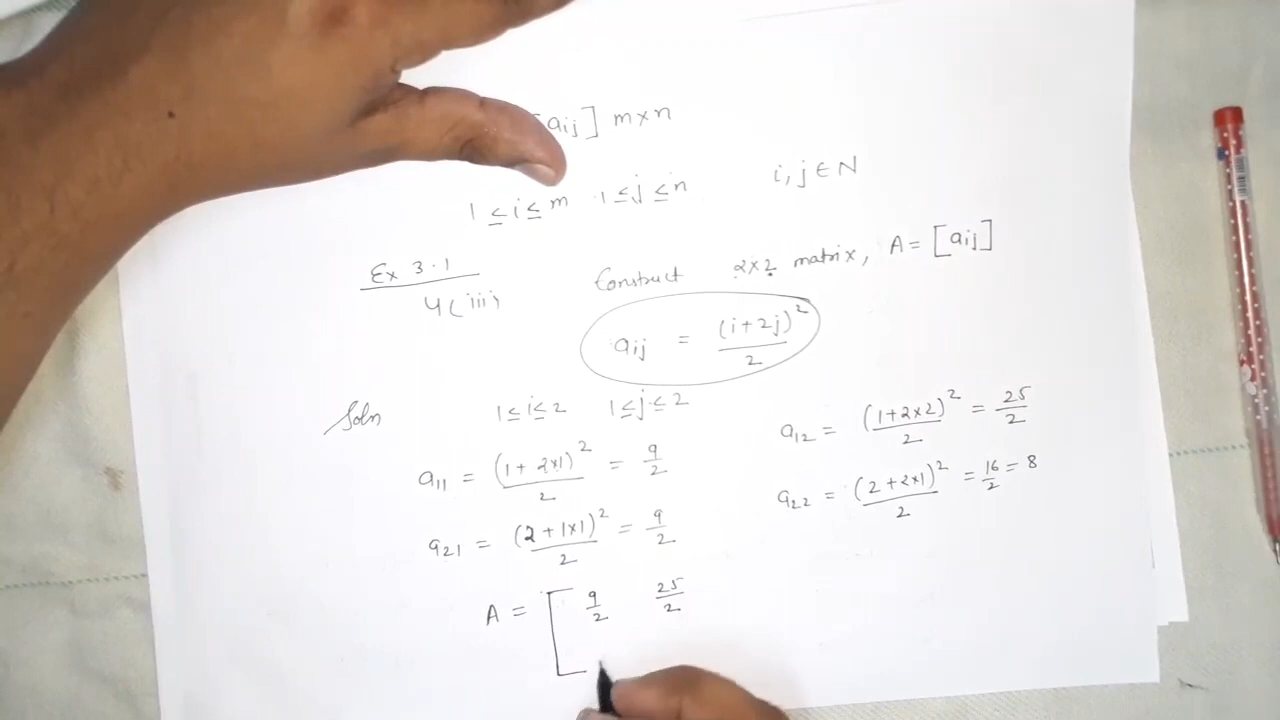 aij] m×n
1 ≤ i ≤ m 1 ≤ j ≤ n i, j ∈ N
Ex 3.1
4(iii) Construct 2×2 matrix, A = [aij]
aij = (i+2j)²/2
Soln 1 ≤ i ≤ 2 1 ≤ j ≤ 2
a11 = (1+2×1)²/2 = 9/2 a12 = (1+2×2)²/2 = 25/2
a21 = (2+1×1)²/2 = 9/2 a22 = (2+2×1)²/2 = 16/2 = 8
A = [ 9/2 25/2